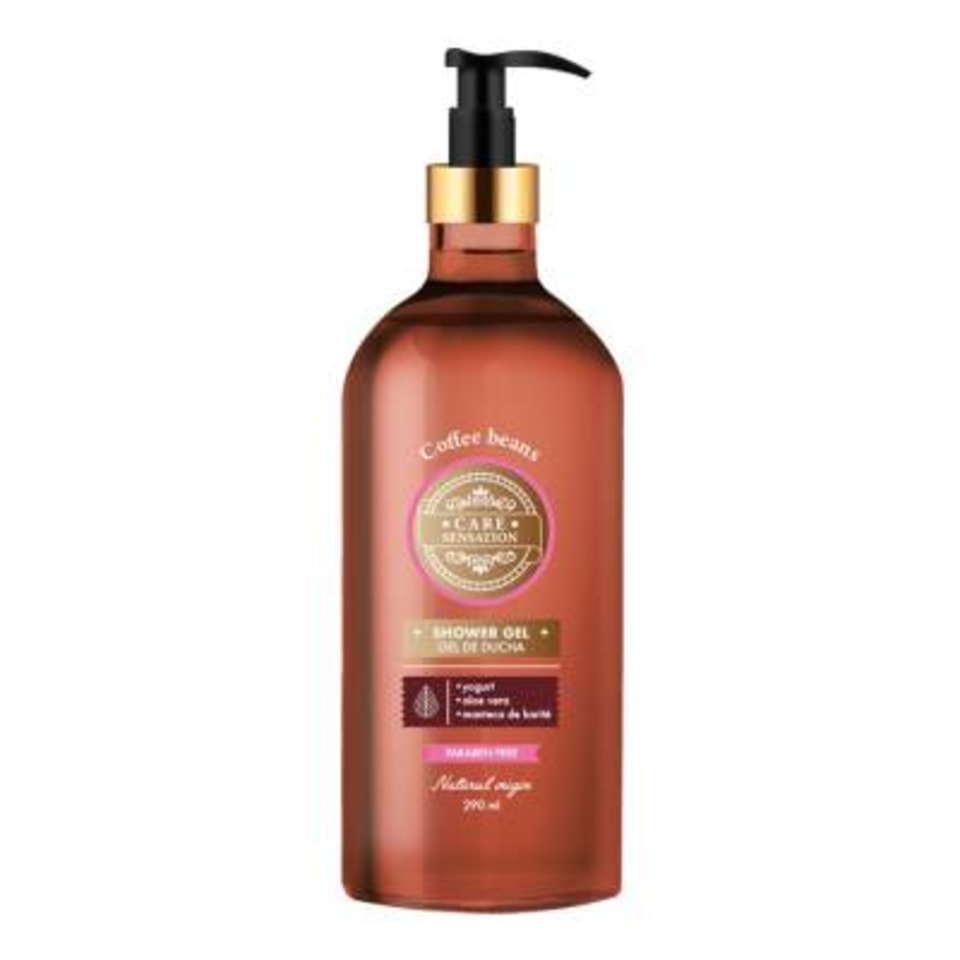 Coffee beans
• CARE •
SENSATION
SHOWER GEL
GEL DE DUCHA
• yogurt
• aloe vera
• manteca de karité
PARABEN FREE
Natural origin
290 ml